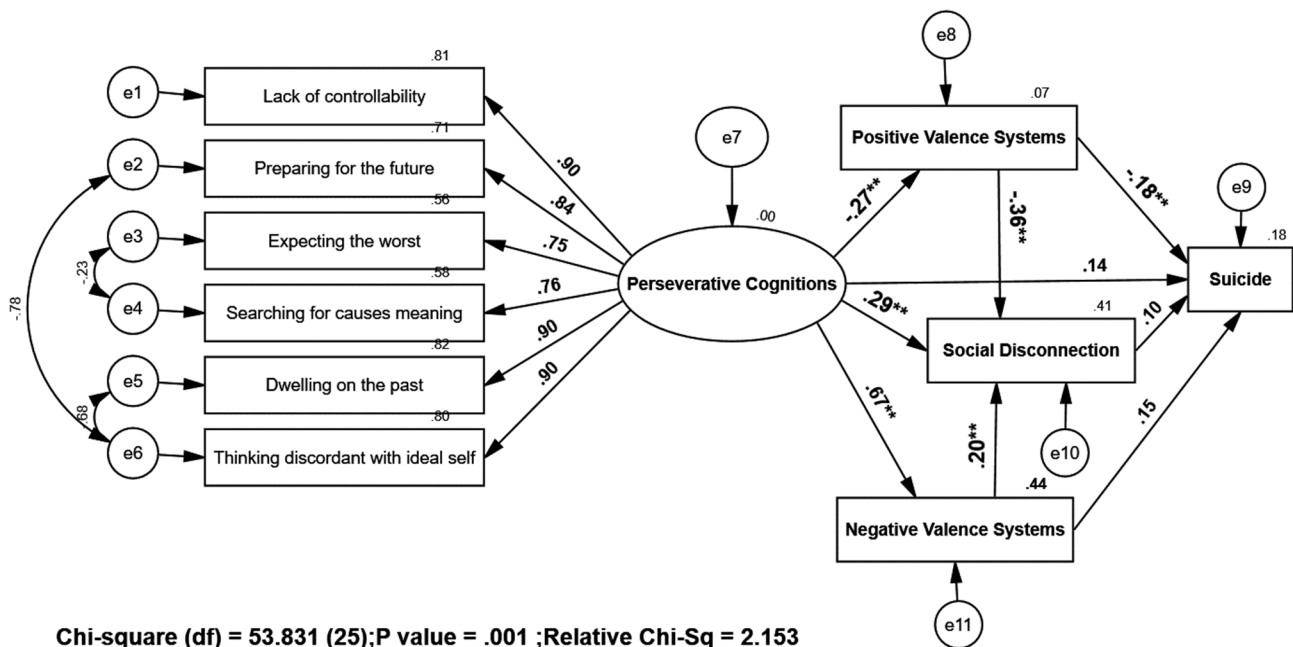 e8
.81
e1
Lack of controllability
.07
.71
Positive Valence Systems
e7
e2
Preparing for the future
.90
-.18**
e9
.56
.84
-.27**
-.36**
.00
e3
Expecting the worst
.75
.18
-.23
.58
.14
Perseverative Cognitions
Suicide
.76
.29**
-.78
e4
Searching for causes meaning
.41
.10
.82
.90
Social Disconnection
e5
Dwelling on the past
.90
.67**
.15
.68
.80
.20**
e10
e6
Thinking discordant with ideal self
.44
Negative Valence Systems
e11
Chi-square (df) = 53.831 (25);P value = .001 ;Relative Chi-Sq = 2.153